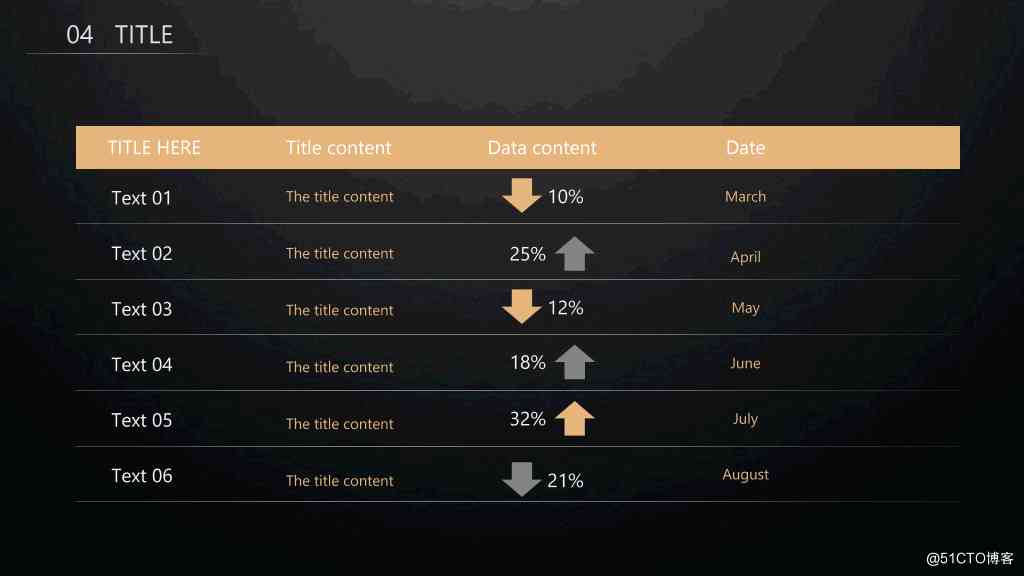 04 TITLE
TITLE HERE Title content Data content Date
Text 01 The title content 10% March
Text 02 The title content 25% April
Text 03 The title content 12% May
Text 04 The title content 18% June
Text 05 The title content 32% July
Text 06 The title content 21% August
@51CTO博客